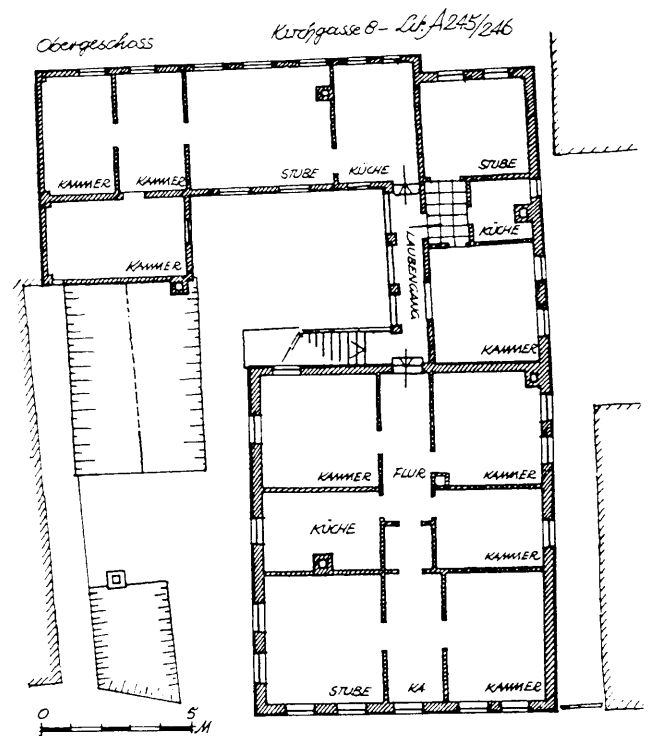 Obergeschoss
Kirchgasse 8 - Lit. A 245/246
KAMMER KAMMER STUBE KÜCHE STUBE
KÜCHE
KAMMER
LAUBENGANG
KAMMER
KAMMER FLUR KAMMER
KÜCHE KAMMER
STUBE KA KAMMER
0 5 M